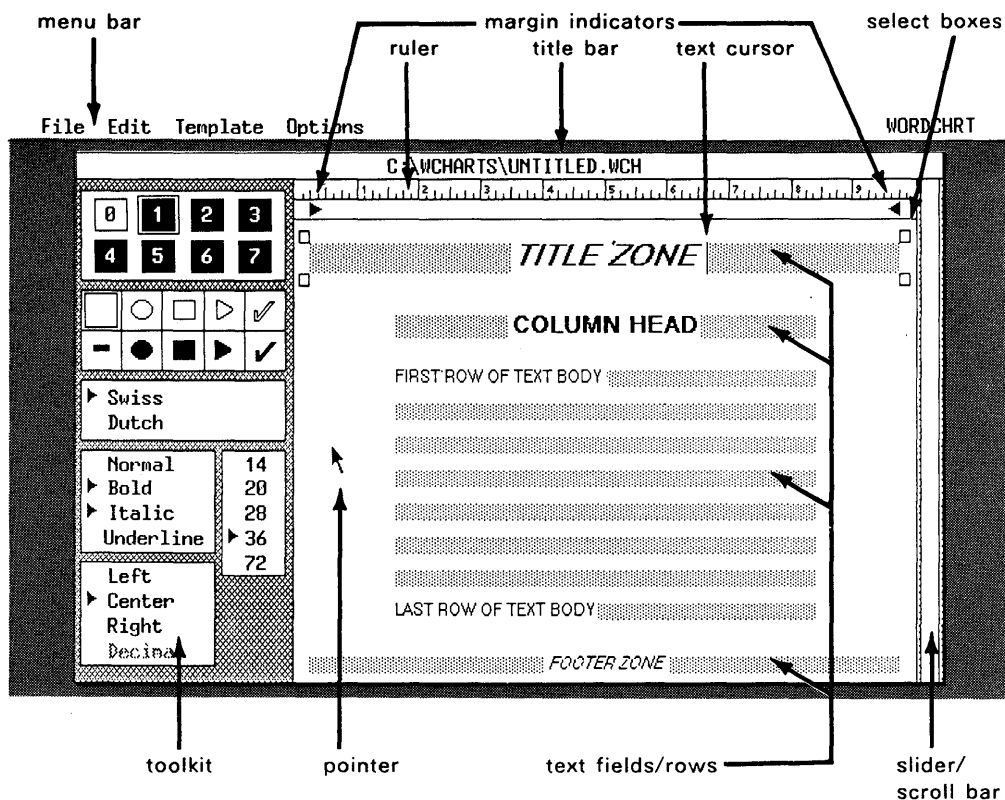 menu bar
margin indicators
select boxes
ruler
title bar
text cursor
File Edit Template Options WORDCHRT
C:\WCHARTS\UNTITLED.WCH
1 2 3 4 5 6 7 8 9
0 1 2 3
4 5 6 7
TITLE ZONE
COLUMN HEAD
FIRST ROW OF TEXT BODY
LAST ROW OF TEXT BODY
FOOTER ZONE
Swiss
Dutch
Normal
Bold
Italic
Underline
14
20
28
36
72
Left
Center
Right
Decimal
toolkit
pointer
text fields/rows
slider/
scroll bar